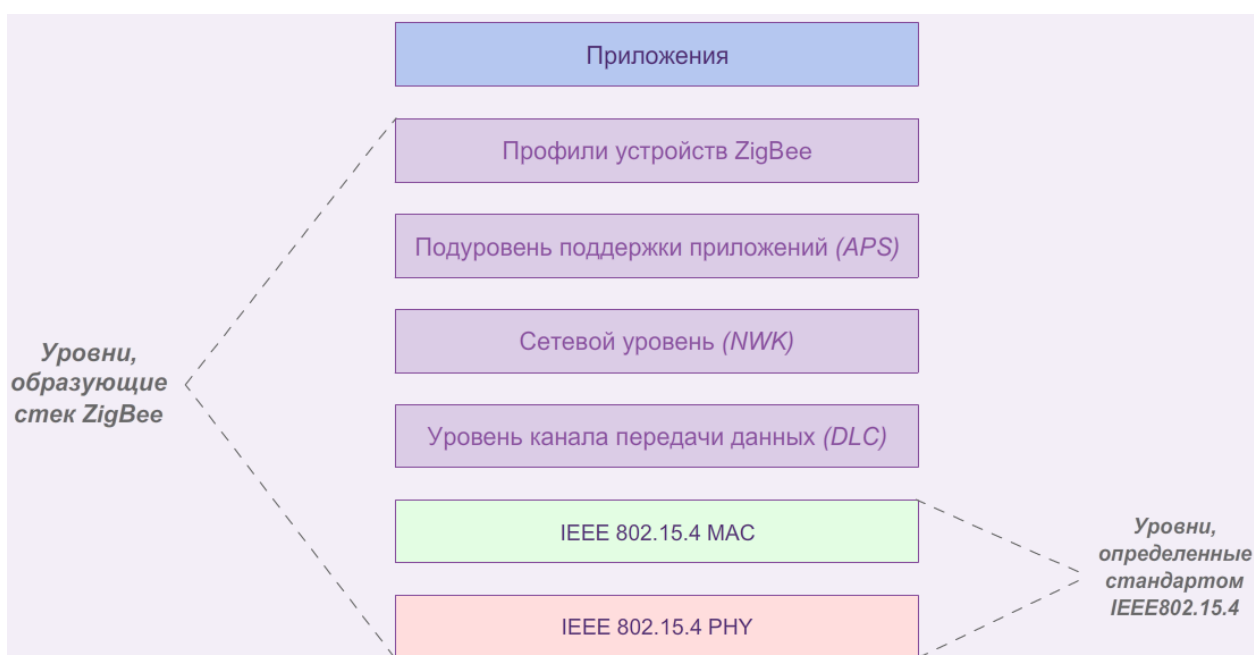 Приложения
Профили устройств ZigBee
Подуровень поддержки приложений (APS)
Сетевой уровень (NWK)
Уровни,
образующие
стек ZigBee
Уровень канала передачи данных (DLC)
IEEE 802.15.4 MAC
Уровни,
определенные
стандартом
IEEE802.15.4
IEEE 802.15.4 PHY